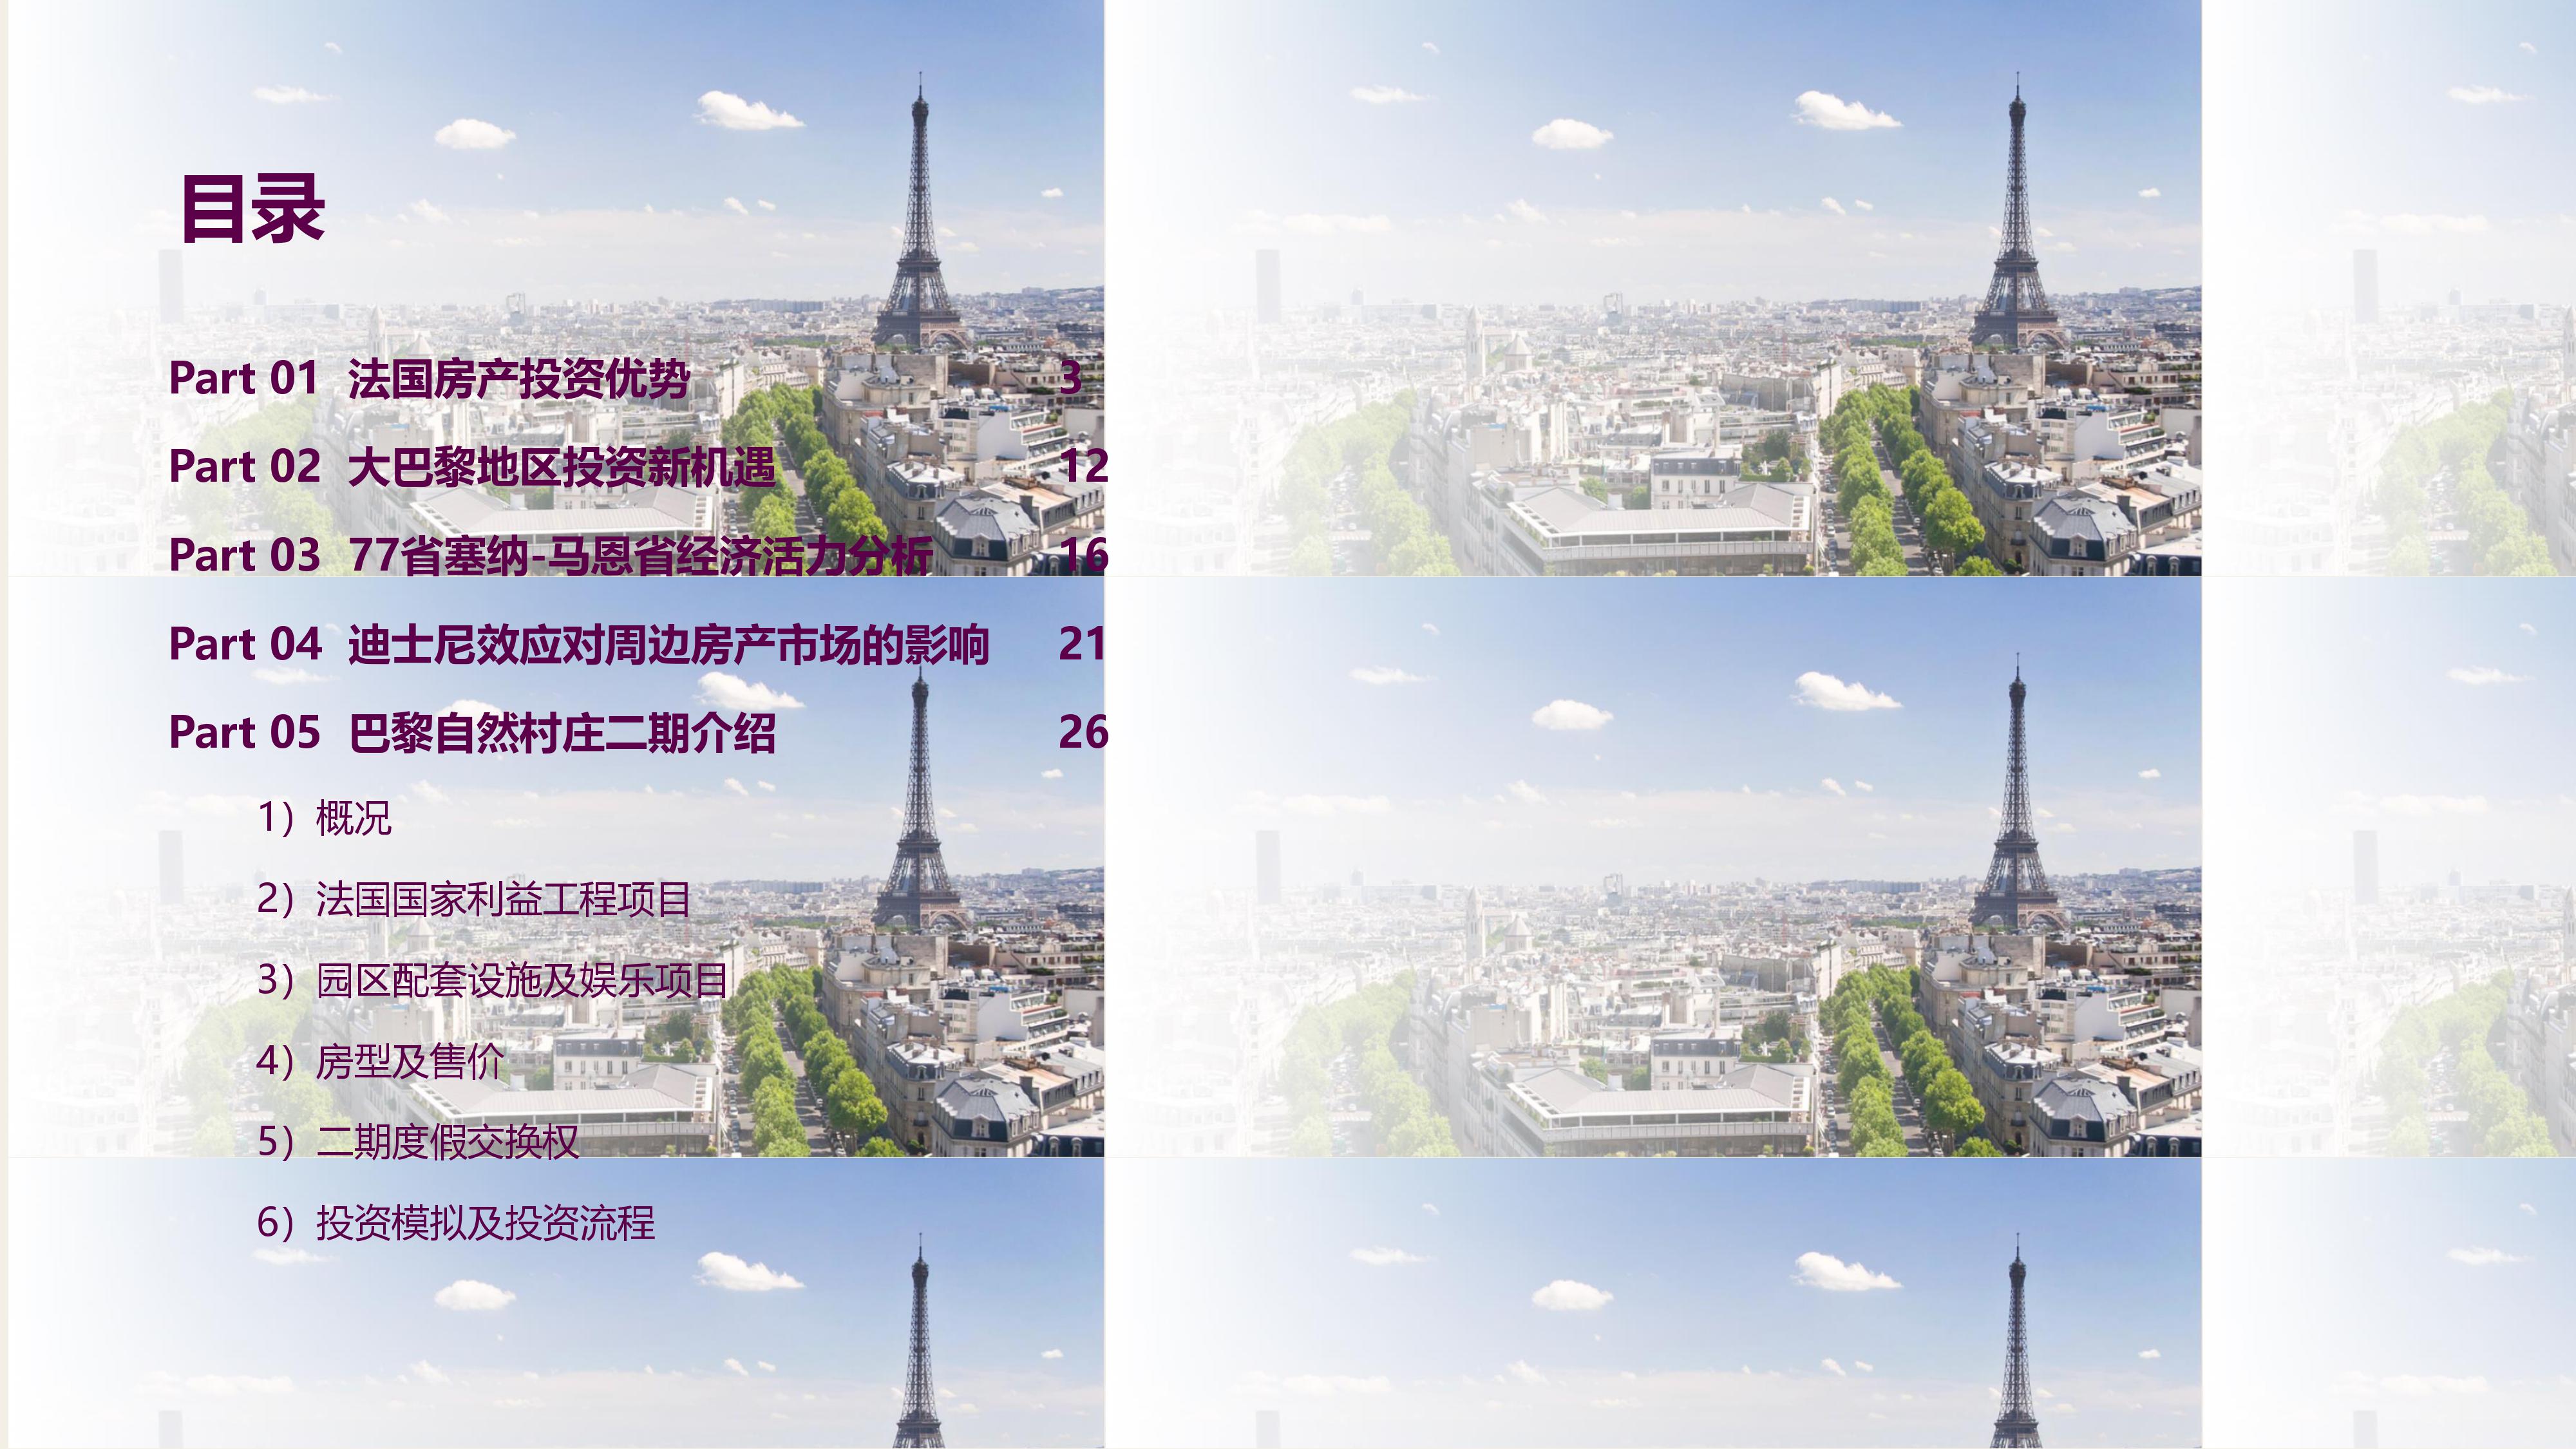 目录
Part 01 法国房产投资优势 3
Part 02 大巴黎地区投资新机遇 12
Part 03 77省塞纳-马恩省经济活力分析 16
Part 04 迪士尼效应对周边房产市场的影响 21
Part 05 巴黎自然村庄二期介绍 26
1）概况
2）法国国家利益工程项目
3）园区配套设施及娱乐项目
4）房型及售价
5）二期度假交换权
6）投资模拟及投资流程